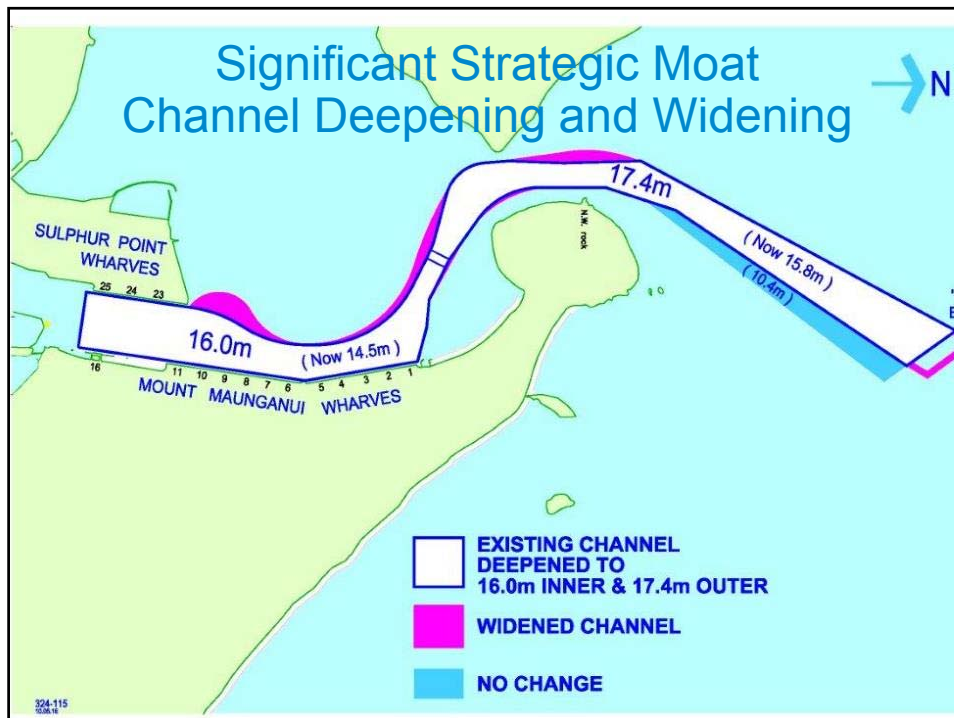 Significant Strategic Moat
Channel Deepening and Widening
N
17.4m
N.W. rock
(Now 15.8m)
(10.4m)
SULPHUR POINT
WHARVES
25 24 23
16.0m
(Now 14.5m)
16
11 10 9 8 7 6 5 4 3 2 1
MOUNT MAUNGANUI WHARVES
EXISTING CHANNEL
DEEPENED TO
16.0m INNER & 17.4m OUTER
WIDENED CHANNEL
NO CHANGE
324-115